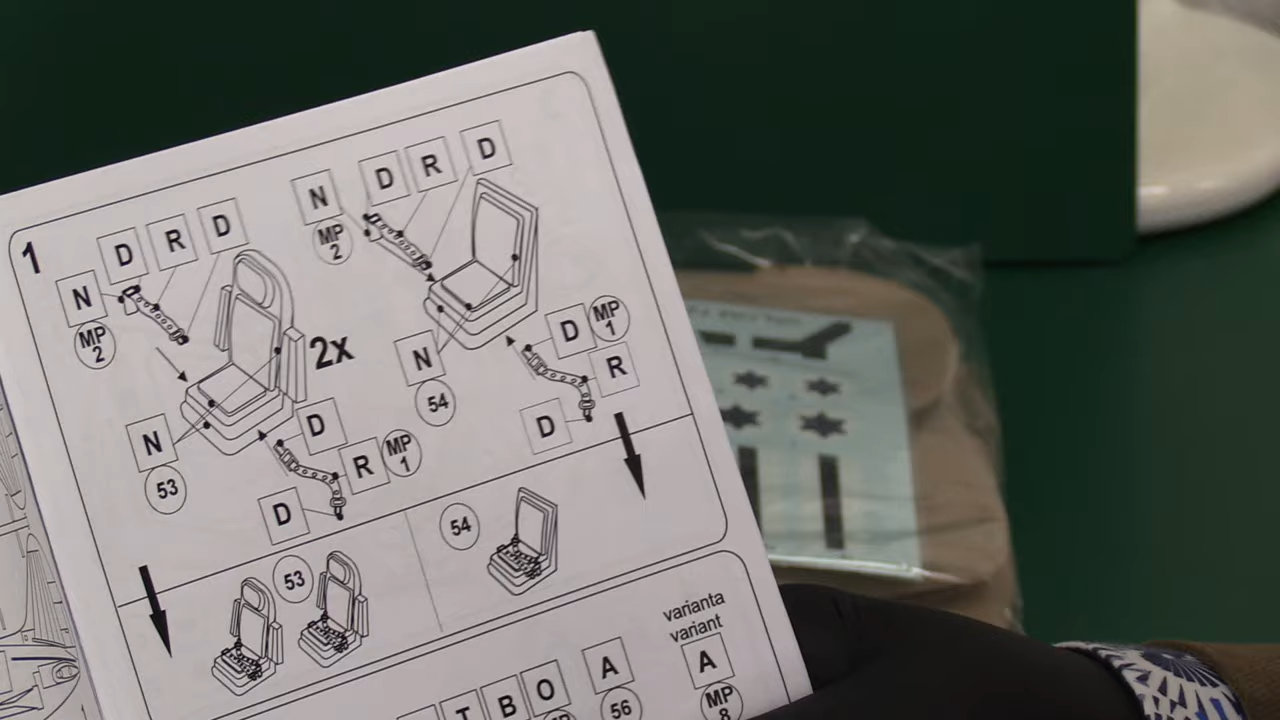 1
N D R D
MP 2
D R D
N
MP 2
2x
D MP 1
R
D
N
54
N
53
D
R MP 1
D
54
53
varianta
variant
A
A
T B O
56
MP 8